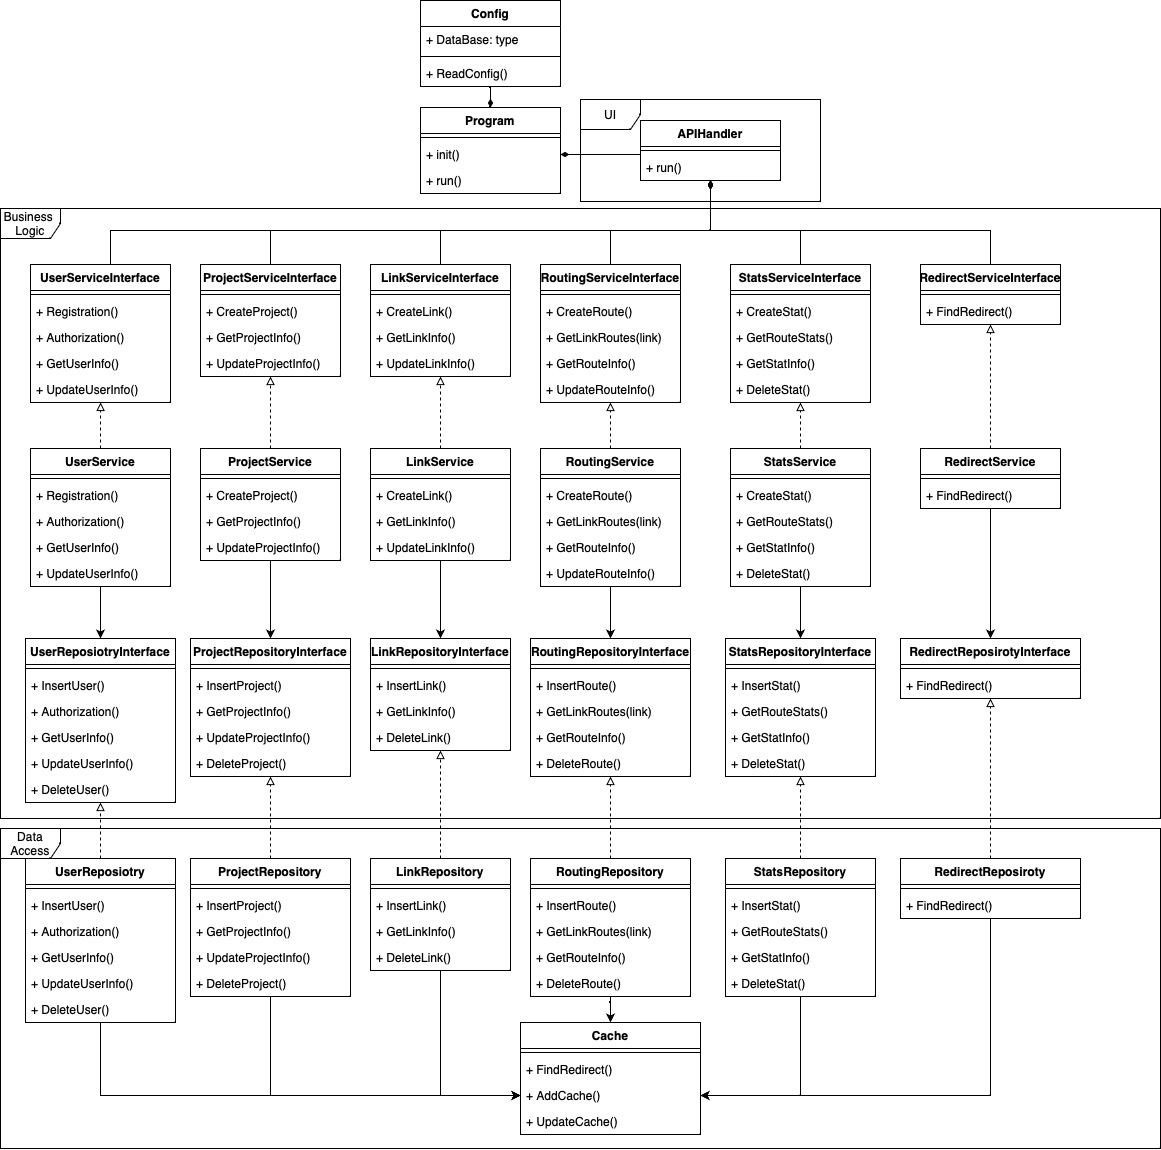 Config
+ DataBase: type
+ ReadConfig()
Program
+ init()
+ run()
UI
APIHandler
+ run()
Business
Logic
UserServiceInterface
+ Registration()
+ Authorization()
+ GetUserInfo()
+ UpdateUserInfo()
ProjectServiceInterface
+ CreateProject()
+ GetProjectInfo()
+ UpdateProjectInfo()
LinkServiceInterface
+ CreateLink()
+ GetLinkInfo()
+ UpdateLinkInfo()
RoutingServiceInterface
+ CreateRoute()
+ GetLinkRoutes(link)
+ GetRouteInfo()
+ UpdateRouteInfo()
StatsServiceInterface
+ CreateStat()
+ GetRouteStats()
+ GetStatInfo()
+ DeleteStat()
RedirectServiceInterface
+ FindRedirect()
UserService
+ Registration()
+ Authorization()
+ GetUserInfo()
+ UpdateUserInfo()
ProjectService
+ CreateProject()
+ GetProjectInfo()
+ UpdateProjectInfo()
LinkService
+ CreateLink()
+ GetLinkInfo()
+ UpdateLinkInfo()
RoutingService
+ CreateRoute()
+ GetLinkRoutes(link)
+ GetRouteInfo()
+ UpdateRouteInfo()
StatsService
+ CreateStat()
+ GetRouteStats()
+ GetStatInfo()
+ DeleteStat()
RedirectService
+ FindRedirect()
UserReposiotryInterface
+ InsertUser()
+ Authorization()
+ GetUserInfo()
+ UpdateUserInfo()
+ DeleteUser()
ProjectRepositoryInterface
+ InsertProject()
+ GetProjectInfo()
+ UpdateProjectInfo()
+ DeleteProject()
LinkRepositoryInterface
+ InsertLink()
+ GetLinkInfo()
+ DeleteLink()
RoutingRepositoryInterface
+ InsertRoute()
+ GetLinkRoutes(link)
+ GetRouteInfo()
+ DeleteRoute()
StatsRepositoryInterface
+ InsertStat()
+ GetRouteStats()
+ GetStatInfo()
+ DeleteStat()
RedirectReposirotyInterface
+ FindRedirect()
Data
Access
UserReposiotry
+ InsertUser()
+ Authorization()
+ GetUserInfo()
+ UpdateUserInfo()
+ DeleteUser()
ProjectRepository
+ InsertProject()
+ GetProjectInfo()
+ UpdateProjectInfo()
+ DeleteProject()
LinkRepository
+ InsertLink()
+ GetLinkInfo()
+ DeleteLink()
RoutingRepository
+ InsertRoute()
+ GetLinkRoutes(link)
+ GetRouteInfo()
+ DeleteRoute()
StatsRepository
+ InsertStat()
+ GetRouteStats()
+ GetStatInfo()
+ DeleteStat()
RedirectReposiroty
+ FindRedirect()
Cache
+ FindRedirect()
+ AddCache()
+ UpdateCache()